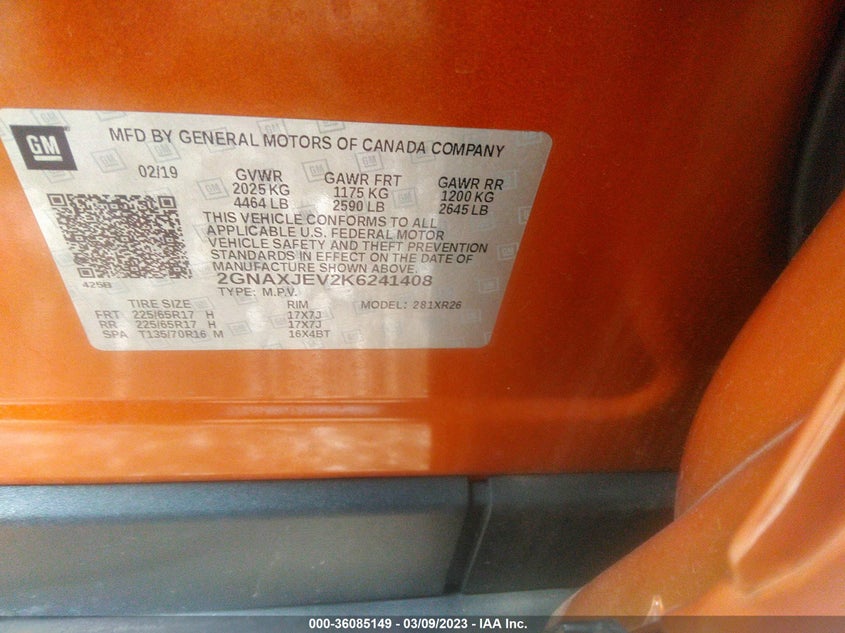 GM
MFD BY GENERAL MOTORS OF CANADA COMPANY
02/19 GVWR GAWR FRT GAWR RR
2025 KG 1175 KG 1200 KG
4464 LB 2590 LB 2645 LB
THIS VEHICLE CONFORMS TO ALL
APPLICABLE U.S. FEDERAL MOTOR
VEHICLE SAFETY AND THEFT PREVENTION
STANDARDS IN EFFECT ON THE DATE OF
MANUFACTURE SHOWN ABOVE.
425B 2GNAXJEV2K6241408
TYPE: M.P.V.
TIRE SIZE RIM MODEL: 281XR26
FRT 225/65R17 H 17X7J
RR 225/65R17 H 17X7J
SPA T135/70R16 M 16X4BT
000-36085149 - 03/09/2023 - IAA Inc.